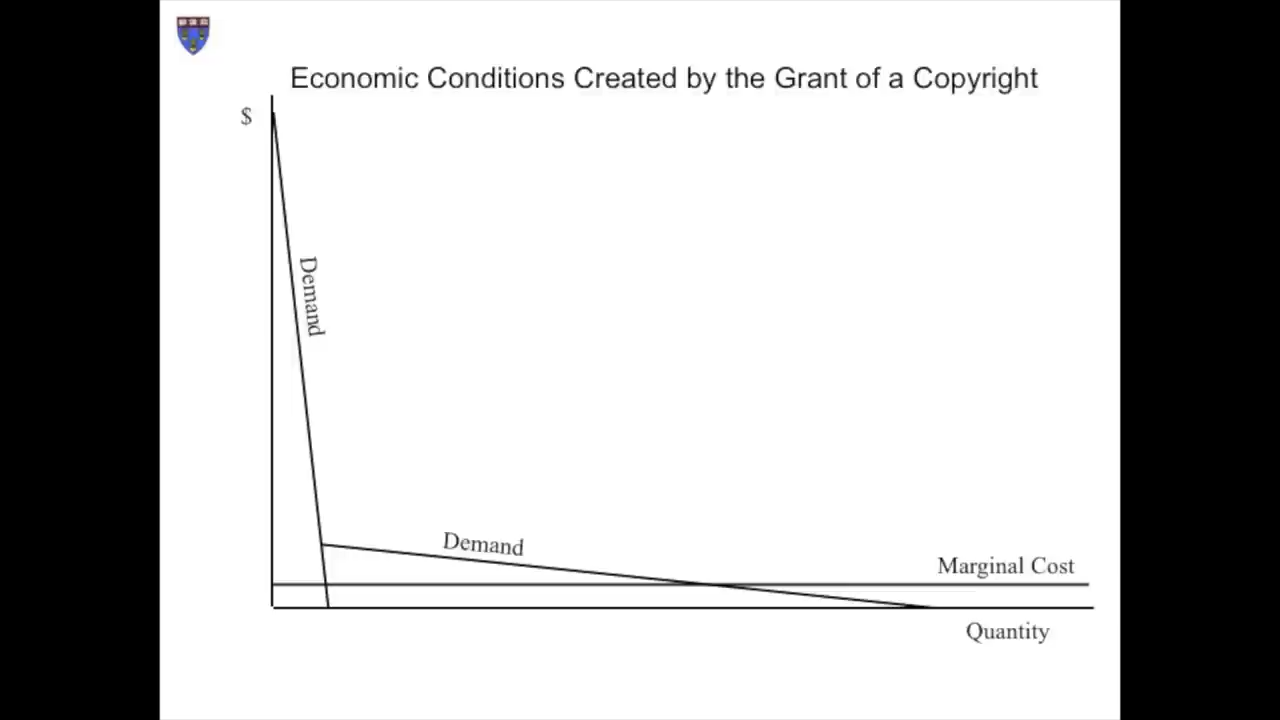 Economic Conditions Created by the Grant of a Copyright
$
Demand
Demand
Marginal Cost
Quantity